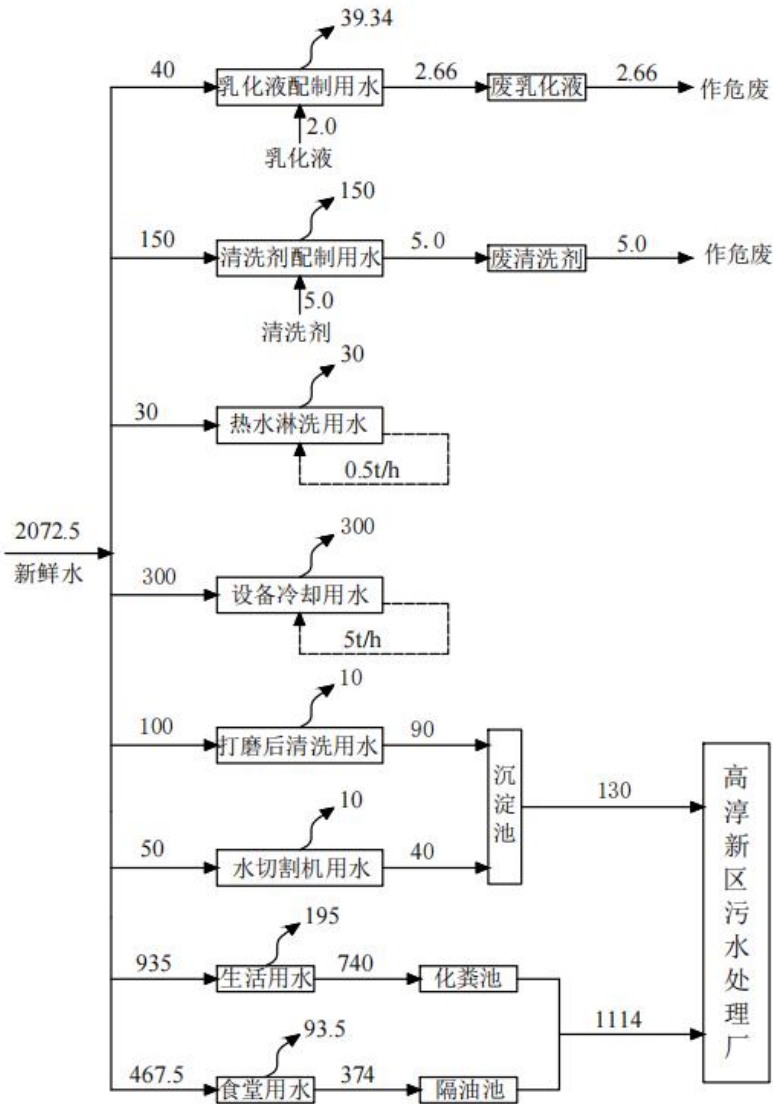 39.34
40
乳化液配制用水
2.66
废乳化液
2.66
作危废
2.0
乳化液
150
150
清洗剂配制用水
5.0
废清洗剂
5.0
作危废
5.0
清洗剂
30
30
热水淋洗用水
0.5t/h
2072.5
新鲜水
300
300
设备冷却用水
5t/h
10
100
打磨后清洗用水
90
沉淀池
130
高淳新区污水处理厂
10
50
水切割机用水
40
195
935
生活用水
740
化粪池
1114
93.5
467.5
食堂用水
374
隔油池